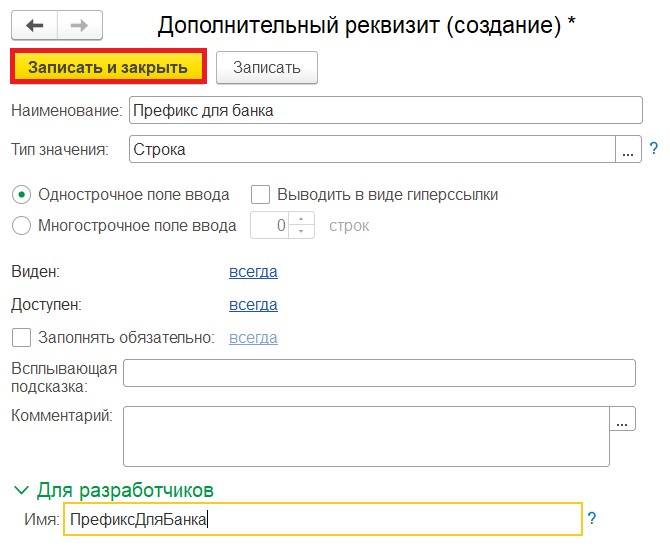 Дополнительный реквизит (создание) *
Записать и закрыть Записать
Наименование: Префикс для банка
Тип значения: Строка ... ?
Однострочное поле ввода Выводить в виде гиперссылки
Многострочное поле ввода 0 строк
Виден: всегда
Доступен: всегда
Заполнять обязательно: всегда
Всплывающая
подсказка:
Комментарий: ...
Для разработчиков
Имя: ПрефиксДляБанка ?